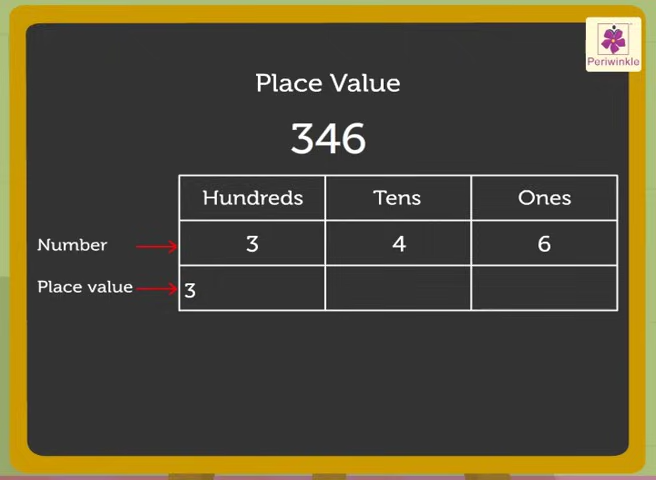 Periwinkle
Place Value
346
Hundreds Tens Ones
Number 3 4 6
Place value 3